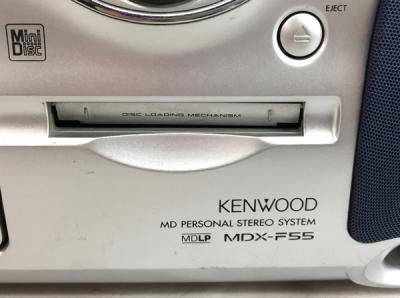 EJECT
Mini
Disc
DISC LOADING MECHANISM
KENWOOD
MD PERSONAL STEREO SYSTEM
MDLP MDX-F55